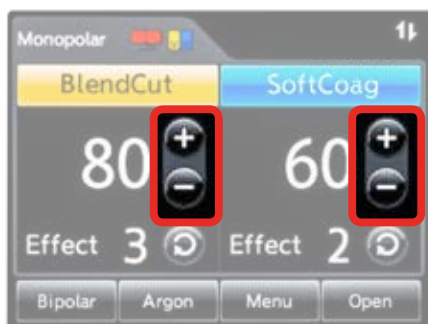 Monopolar
BlendCut SoftCoag
80 + 60 +
− −
Effect 3 Effect 2
Bipolar Argon Menu Open